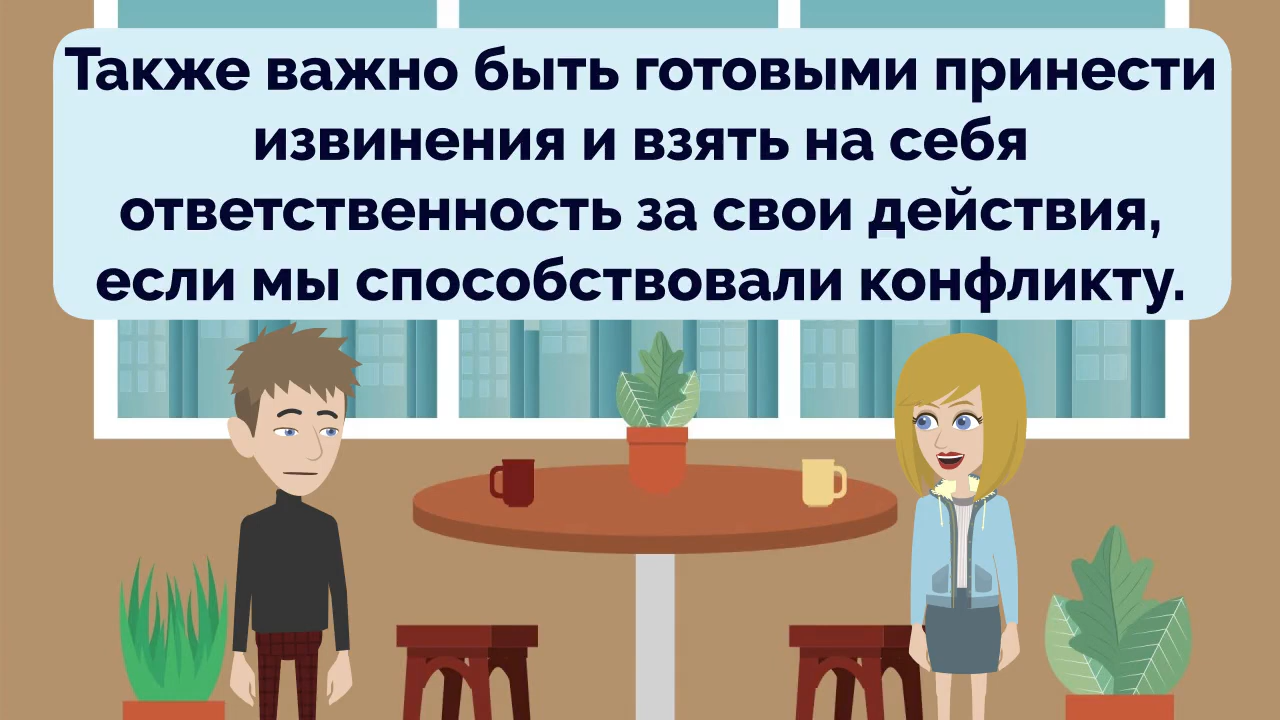 Также важно быть готовыми принести
извинения и взять на себя
ответственность за свои действия,
если мы способствовали конфликту.